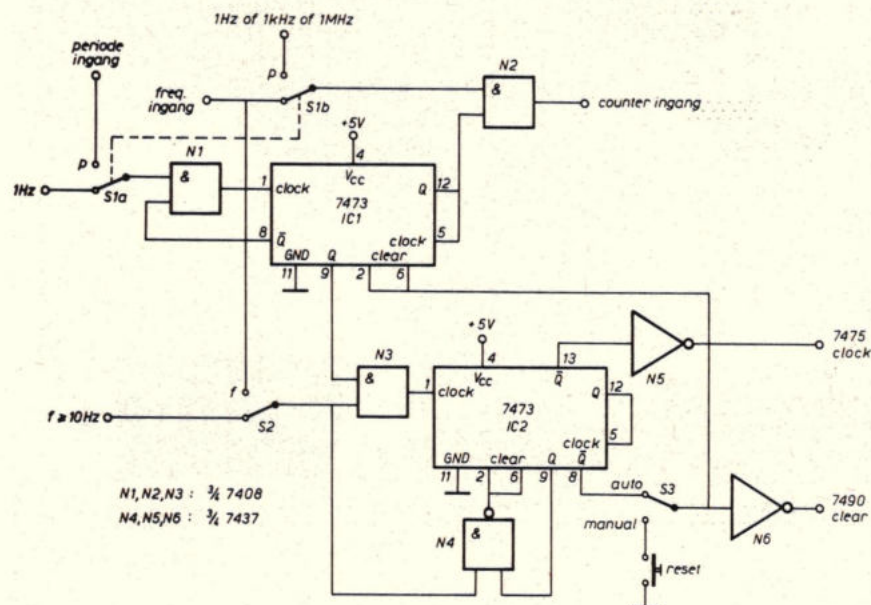 1Hz of 1kHz of 1MHz
periode
ingang
freq.
ingang
p
S1b
N2
&
counter ingang
+5V
4
p
N1
&
1Hz
S1a
1
clock
Vcc
Q
12
7473
IC1
8
Q̅
clock
5
GND
Q
clear
11
9
2
6
+5V
4
13
N5
7475
clock
N3
&
1
clock
Vcc
Q̅
Q
12
7473
IC2
clock
5
f
f ≥ 10Hz
S2
GND
clear
Q
Q̅
11
2
6
9
8
auto
S3
7490
clear
N6
manual
N4
&
reset
N1,N2,N3 : ¾ 7408
N4,N5,N6 : ¾ 7437